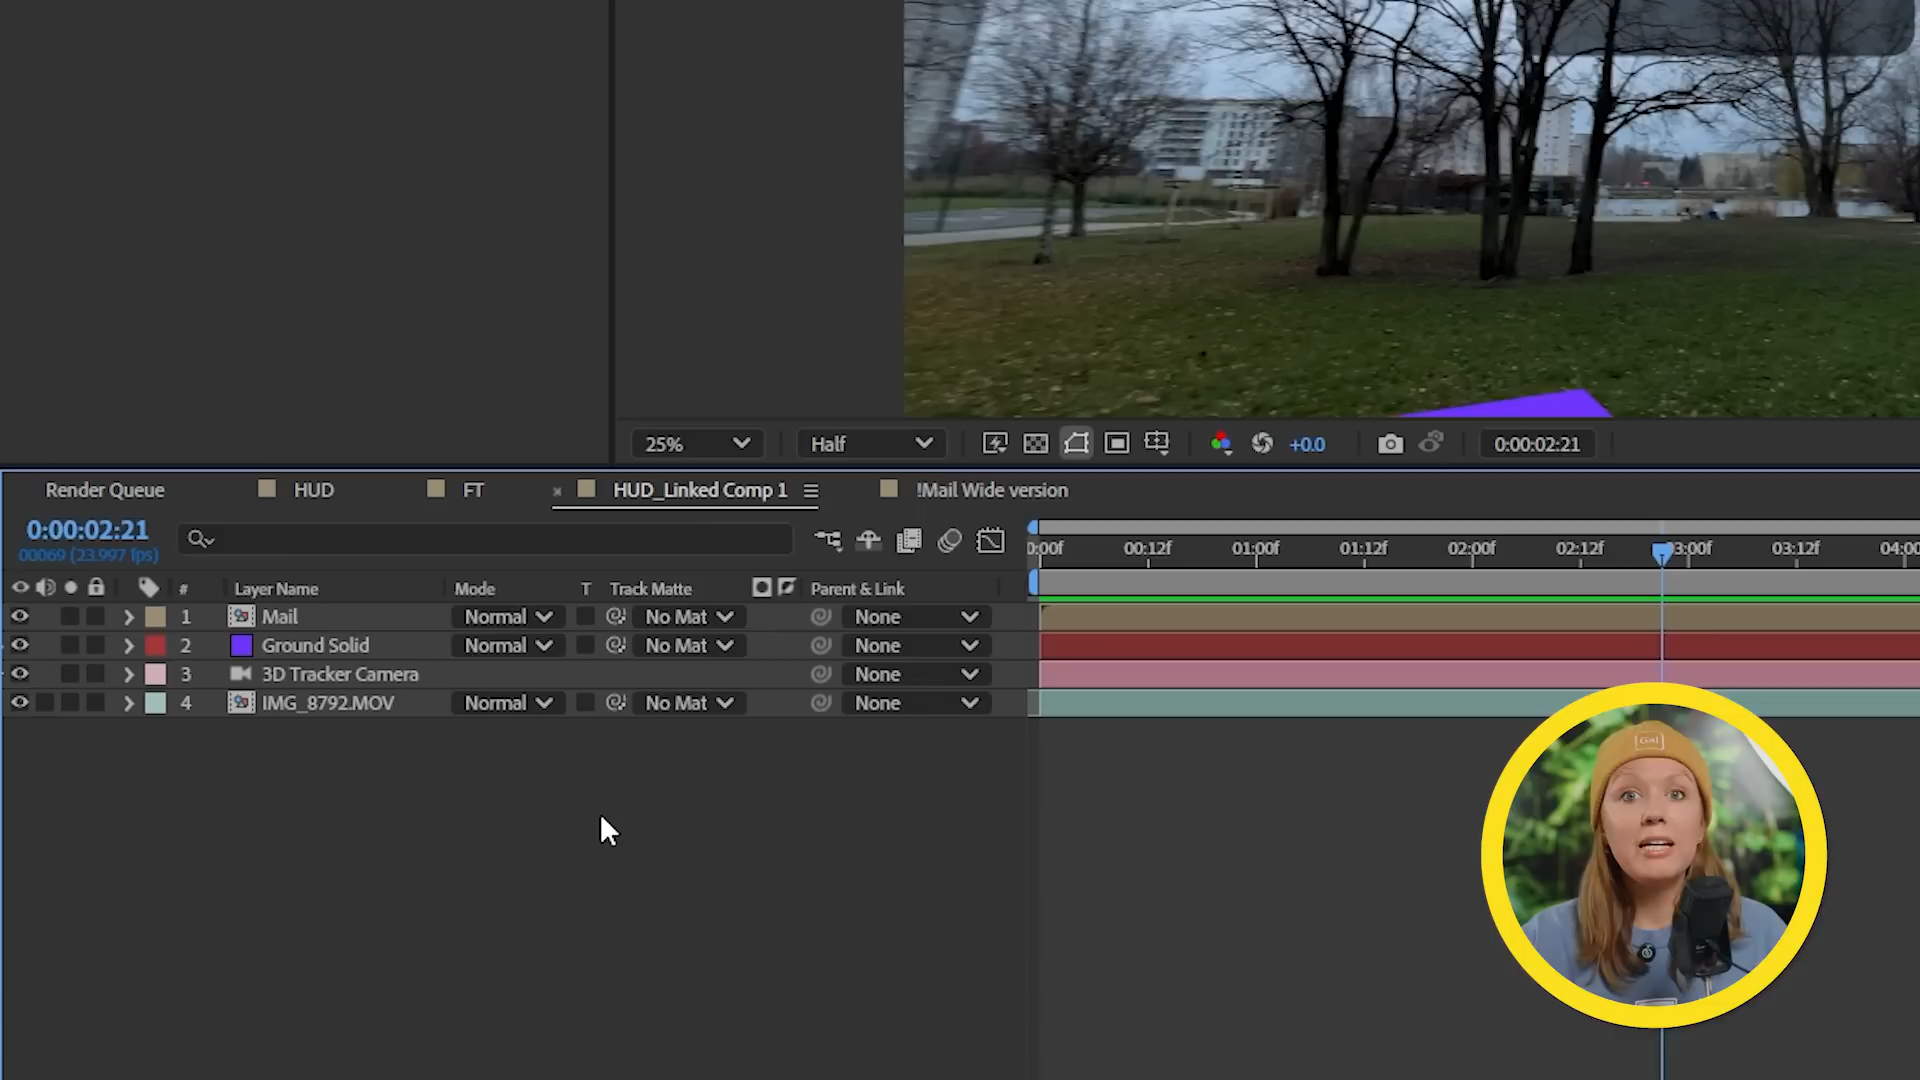 25% Half +0.0 0:00:02:21
Render Queue HUD FT × HUD_Linked Comp 1 !Mail Wide version
0:00:02:21
00069 (23.997 fps)
0:00f 00:12f 01:00f 01:12f 02:00f 02:12f 03:00f 03:12f 04:00
# Layer Name Mode T Track Matte Parent & Link
1 Mail Normal No Mat None
2 Ground Solid Normal No Mat None
3 3D Tracker Camera None
4 IMG_8792.MOV Normal No Mat None
Gal